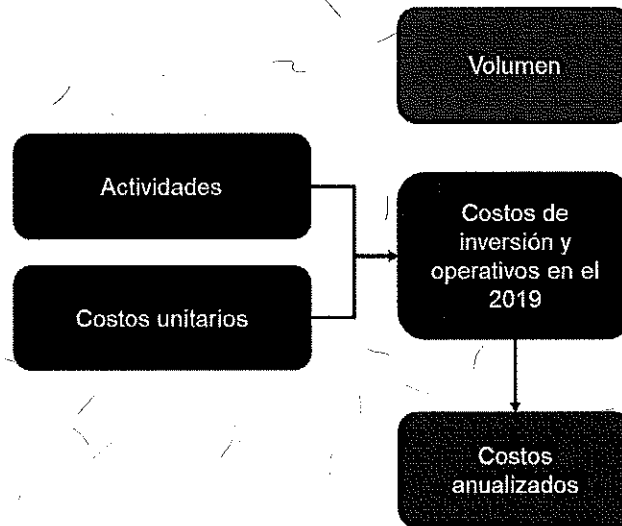 Volumen
Actividades
Costos unitarios
Costos de
inversión y
operativos en el
2019
Costos
anualizados